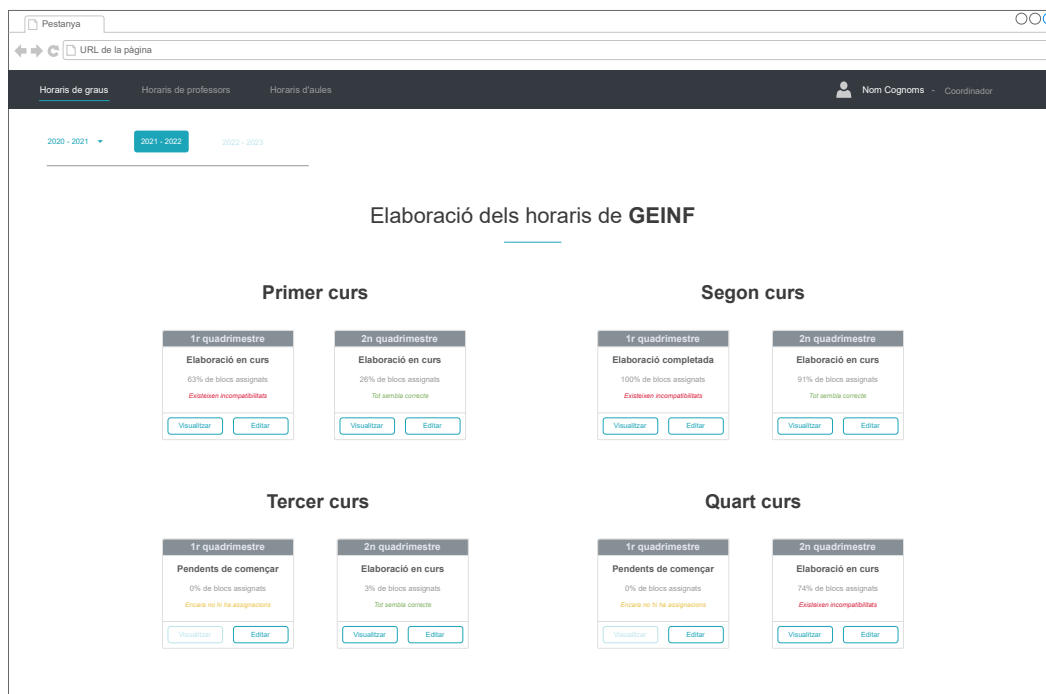 Pestanya
URL de la pàgina
Horaris de graus Horaris de professors Horaris d'aules Nom Cognoms - Coordinador
2020 - 2021 2021 - 2022 2022 - 2023
Elaboració dels horaris de GEINF
Primer curs
1r quadrimestre
Elaboració en curs
63% de blocs assignats
Existeixen incompatibilitats
Visualitzar Editar
2n quadrimestre
Elaboració en curs
26% de blocs assignats
Tot sembla correcte
Visualitzar Editar
Segon curs
1r quadrimestre
Elaboració completada
100% de blocs assignats
Existeixen incompatibilitats
Visualitzar Editar
2n quadrimestre
Elaboració en curs
91% de blocs assignats
Tot sembla correcte
Visualitzar Editar
Tercer curs
1r quadrimestre
Pendents de començar
0% de blocs assignats
Encara no hi ha assignacions
Visualitzar Editar
2n quadrimestre
Elaboració en curs
3% de blocs assignats
Tot sembla correcte
Visualitzar Editar
Quart curs
1r quadrimestre
Pendents de començar
0% de blocs assignats
Encara no hi ha assignacions
Visualitzar Editar
2n quadrimestre
Elaboració en curs
74% de blocs assignats
Existeixen incompatibilitats
Visualitzar Editar